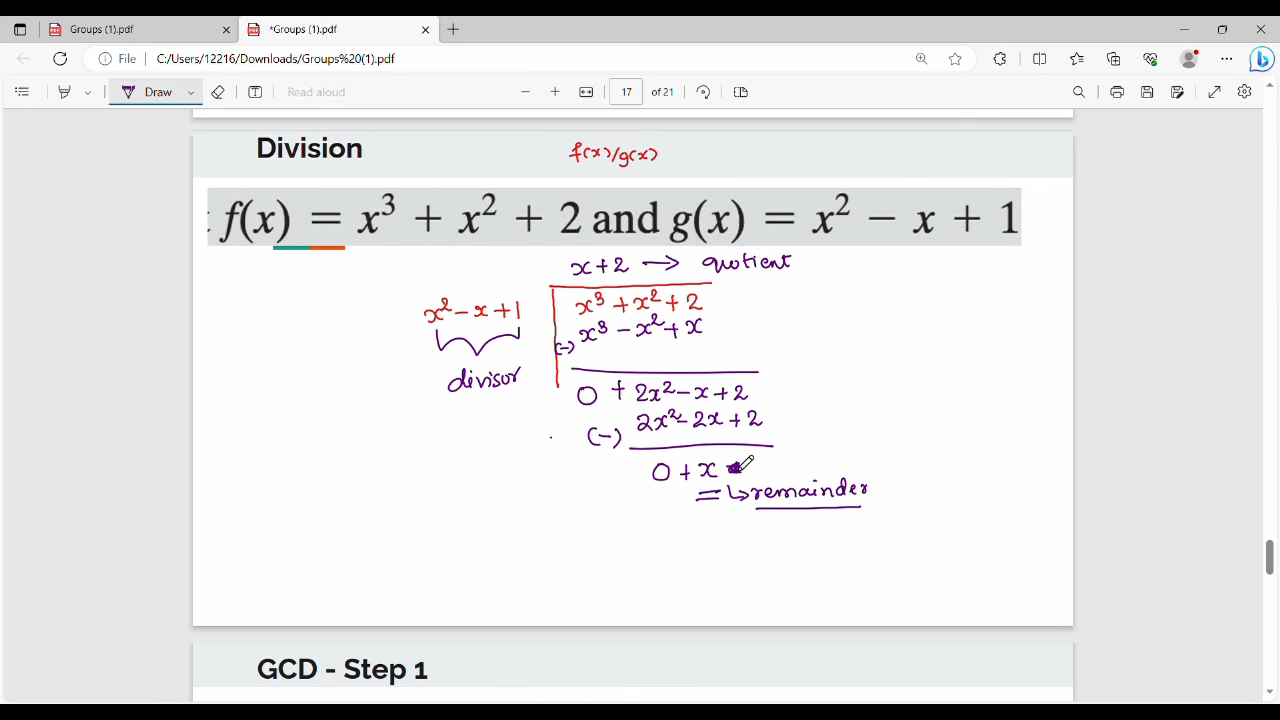 Groups (1).pdf
*Groups (1).pdf
File
C:/Users/12216/Downloads/Groups%20(1).pdf
Draw
Read aloud
17
of 21
Division
f(x)/g(x)
f(x) = x³ + x² + 2 and g(x) = x² − x + 1
x+2 → quotient
x² − x + 1
x³ + x² + 2
x³ − x² + x
(-)
divisor
0 + 2x² − x + 2
2x² − 2x + 2
(-)
0 + x
= ↳ remainder
GCD - Step 1